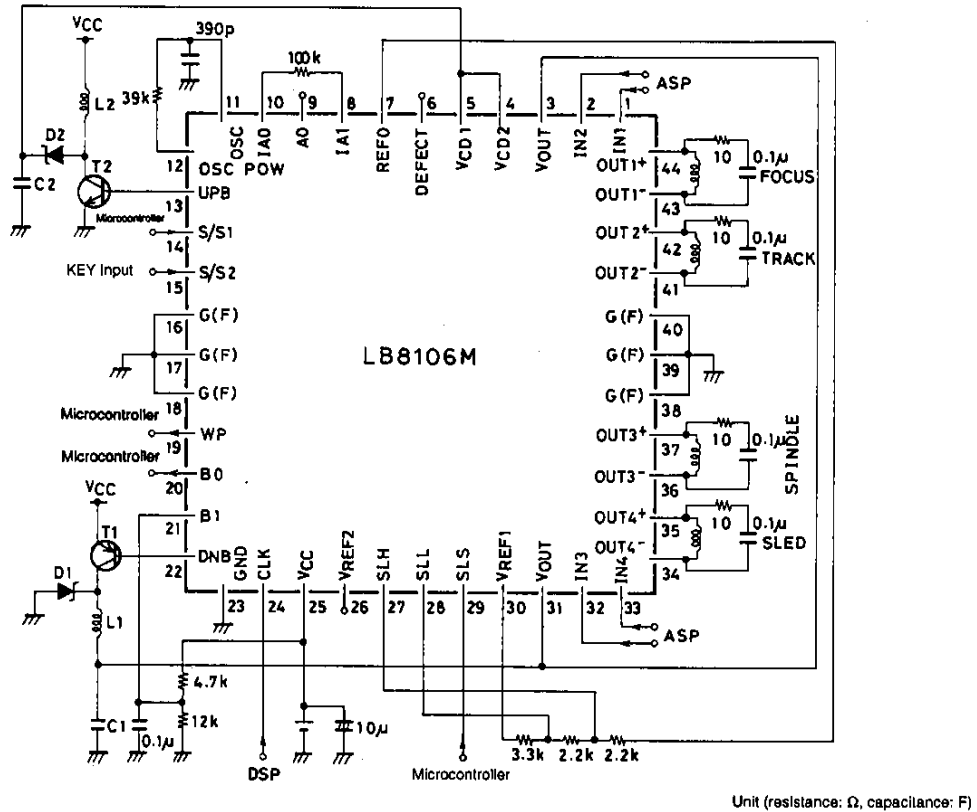 VCC
390p
100k
ASP
39k
L2
D2
T2
C2
11 10 9 8 7 6 5 4 3 2 1
OSC IA0 A0 IA1 REF0 DEFECT VCD1 VCD2 VOUT IN2 IN1
12 OSC POW
13 UPB
Microcontroller
14 S/S1
KEY Input
15 S/S2
16 G(F)
17 G(F)
18 G(F)
Microcontroller
19 WP
Microcontroller
20 B0
21 B1
22 DNB
LB8106M
OUT1+ 44 10 0.1μ
OUT1- 43 FOCUS
OUT2+ 42 10 0.1μ
OUT2- 41 TRACK
G(F) 40
G(F) 39
G(F) 38
OUT3+ 37 10 0.1μ
OUT3- 36 SPINDLE
OUT4+ 35 10 0.1μ
OUT4- 34 SLED
VCC
T1
D1
L1
GND CLK VCC VREF2 SLH SLL SLS VREF1 VOUT IN3 IN4
23 24 25 26 27 28 29 30 31 32 33
ASP
4.7k
C1
0.1μ
12k
10μ
3.3k 2.2k 2.2k
DSP
Microcontroller
Unit (resistance: Ω, capacitance: F)